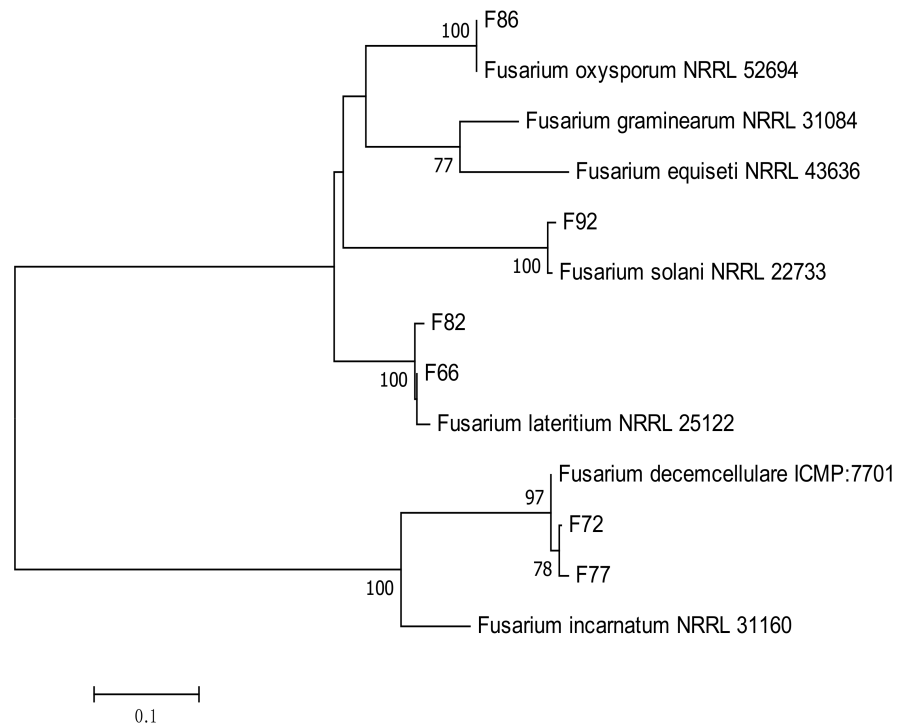 F86
100
Fusarium oxysporum NRRL 52694
Fusarium graminearum NRRL 31084
77
Fusarium equiseti NRRL 43636
F92
100
Fusarium solani NRRL 22733
F82
100
F66
Fusarium lateritium NRRL 25122
Fusarium decemcellulare ICMP:7701
97
F72
78
F77
100
Fusarium incarnatum NRRL 31160
0.1